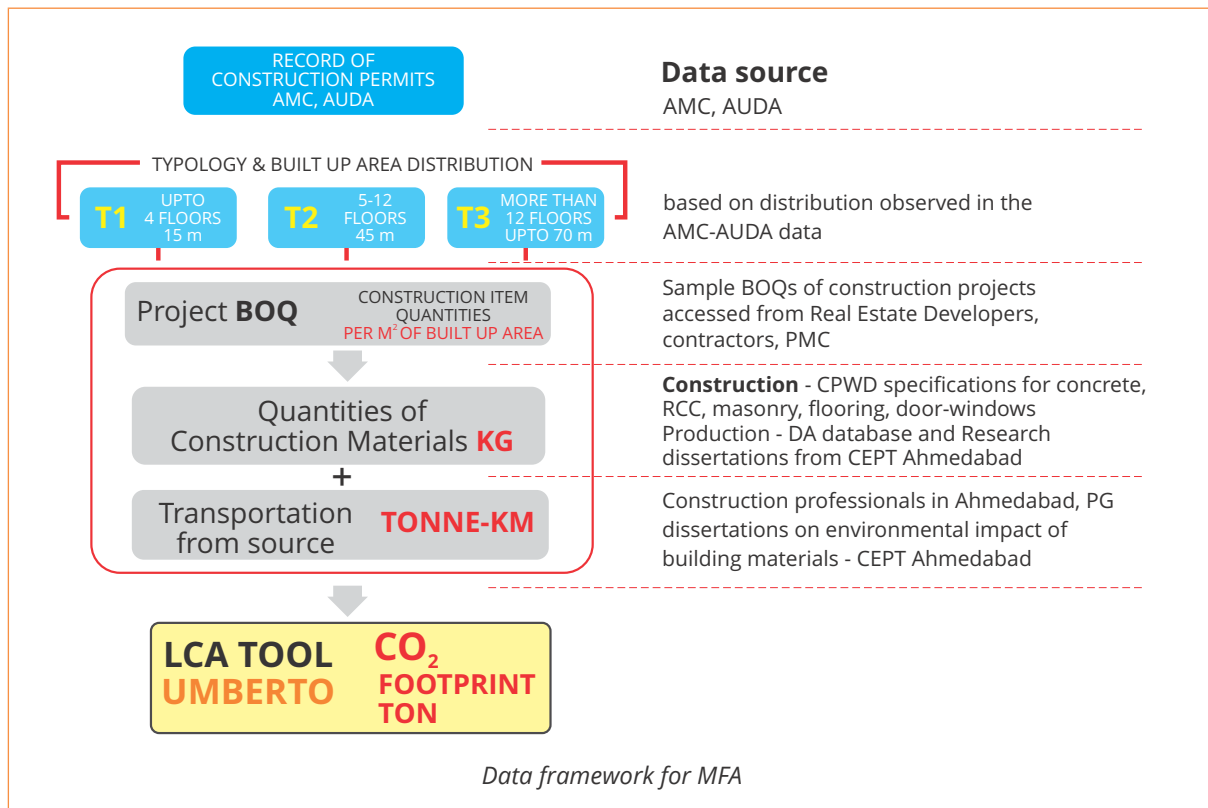 RECORD OF
CONSTRUCTION PERMITS
AMC, AUDA
Data source
AMC, AUDA
TYPOLOGY & BUILT UP AREA DISTRIBUTION
T1
UPTO
4 FLOORS
15 m
T2
5-12
FLOORS
45 m
T3
MORE THAN
12 FLOORS
UPTO 70 m
based on distribution observed in the
AMC-AUDA data
Project BOQ
CONSTRUCTION ITEM
QUANTITIES
PER M² OF BUILT UP AREA
Sample BOQs of construction projects
accessed from Real Estate Developers,
contractors, PMC
Quantities of
Construction Materials KG
Construction - CPWD specifications for concrete,
RCC, masonry, flooring, door-windows
Production - DA database and Research
dissertations from CEPT Ahmedabad
+
Transportation
from source
TONNE-KM
Construction professionals in Ahmedabad, PG
dissertations on environmental impact of
building materials - CEPT Ahmedabad
LCA TOOL
UMBERTO
CO₂
FOOTPRINT
TON
Data framework for MFA